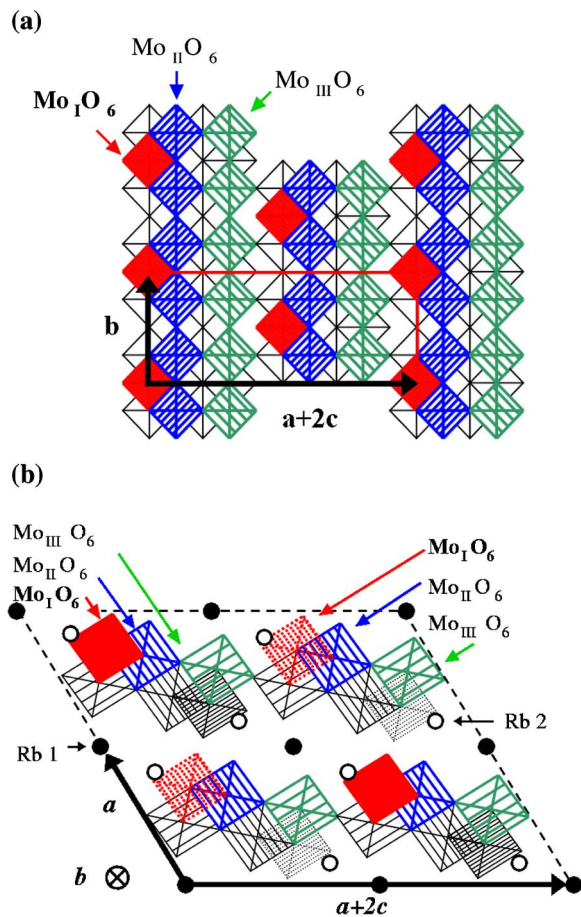 (a)
Mo II O 6
Mo III O 6
Mo I O 6
b
a+2c
(b)
Mo III O 6
Mo II O 6
Mo I O 6
Mo I O 6
Mo II O 6
Mo III O 6
Rb 2
Rb 1
a
b
a+2c